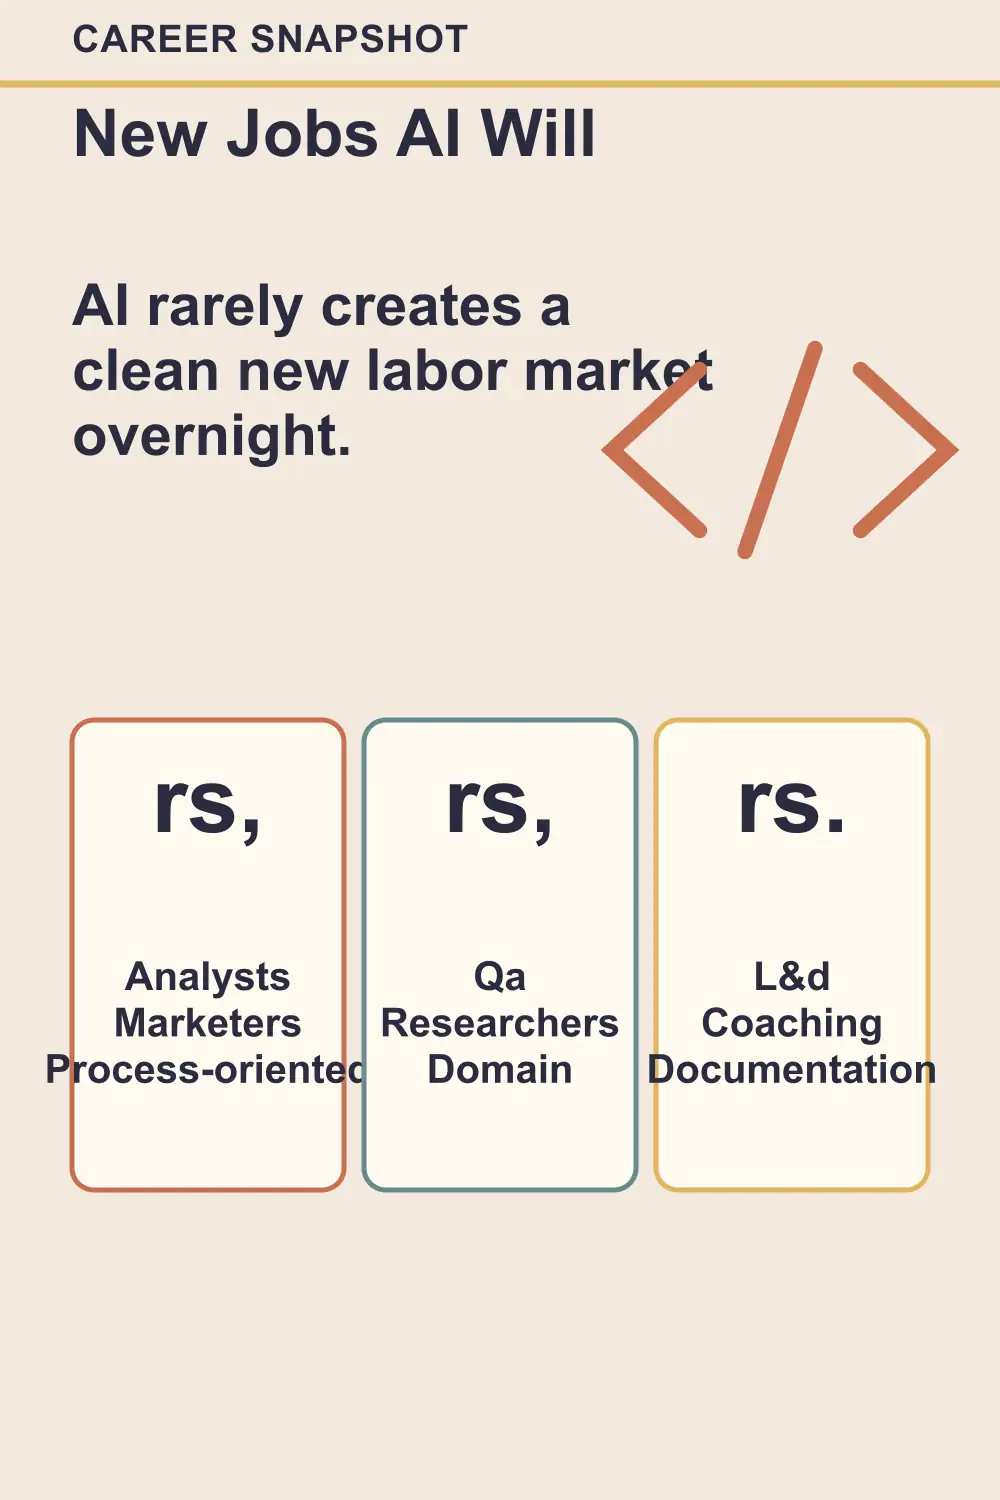 CAREER SNAPSHOT
New Jobs AI Will
AI rarely creates a
clean new labor market
overnight.
rs,
Analysts
Marketers
Process-oriented
rs,
Qa
Researchers
Domain
rs.
L&d
Coaching
Documentation